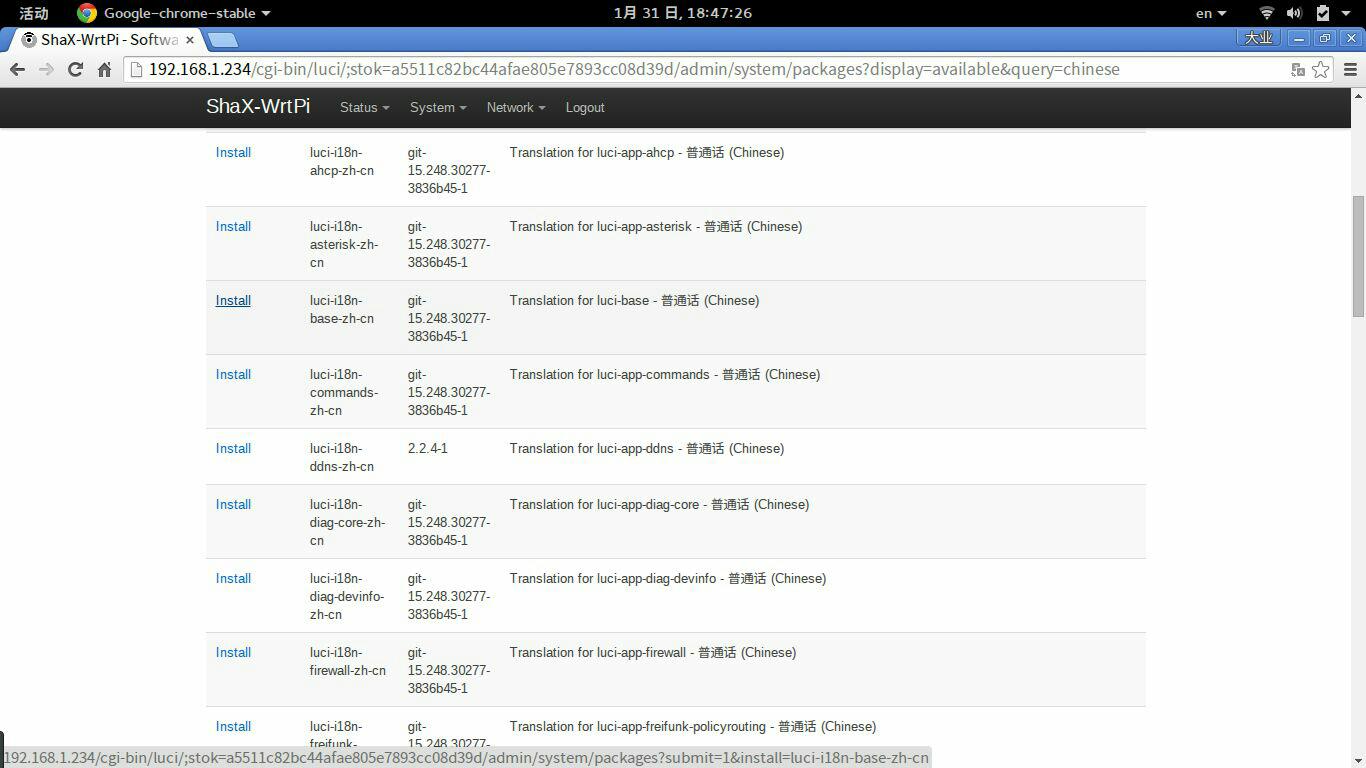 活动 Google-chrome-stable 1月 31 日, 18:47:26 en
ShaX-WrtPi - Softwa × 大业
192.168.1.234/cgi-bin/luci/;stok=a5511c82bc44afae805e7893cc08d39d/admin/system/packages?display=available&query=chinese
ShaX-WrtPi Status System Network Logout
Install luci-i18n- git- Translation for luci-app-ahcp - 普通话 (Chinese)
ahcp-zh-cn 15.248.30277-
3836b45-1
Install luci-i18n- git- Translation for luci-app-asterisk - 普通话 (Chinese)
asterisk-zh- 15.248.30277-
cn 3836b45-1
Install luci-i18n- git- Translation for luci-base - 普通话 (Chinese)
base-zh-cn 15.248.30277-
3836b45-1
Install luci-i18n- git- Translation for luci-app-commands - 普通话 (Chinese)
commands- 15.248.30277-
zh-cn 3836b45-1
Install luci-i18n- 2.2.4-1 Translation for luci-app-ddns - 普通话 (Chinese)
ddns-zh-cn
Install luci-i18n- git- Translation for luci-app-diag-core - 普通话 (Chinese)
diag-core-zh- 15.248.30277-
cn 3836b45-1
Install luci-i18n- git- Translation for luci-app-diag-devinfo - 普通话 (Chinese)
diag-devinfo- 15.248.30277-
zh-cn 3836b45-1
Install luci-i18n- git- Translation for luci-app-firewall - 普通话 (Chinese)
firewall-zh-cn 15.248.30277-
3836b45-1
Install luci-i18n- git- Translation for luci-app-freifunk-policyrouting - 普通话 (Chinese)
freifunk- 15.248.30277-
192.168.1.234/cgi-bin/luci/;stok=a5511c82bc44afae805e7893cc08d39d/admin/system/packages?submit=1&install=luci-i18n-base-zh-cn